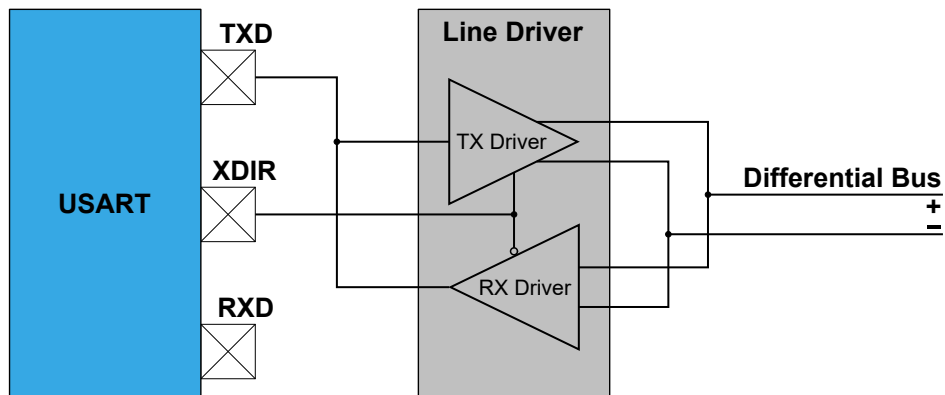 TXD
Line Driver
TX Driver
XDIR
USART
Differential Bus
+
−
RX Driver
RXD